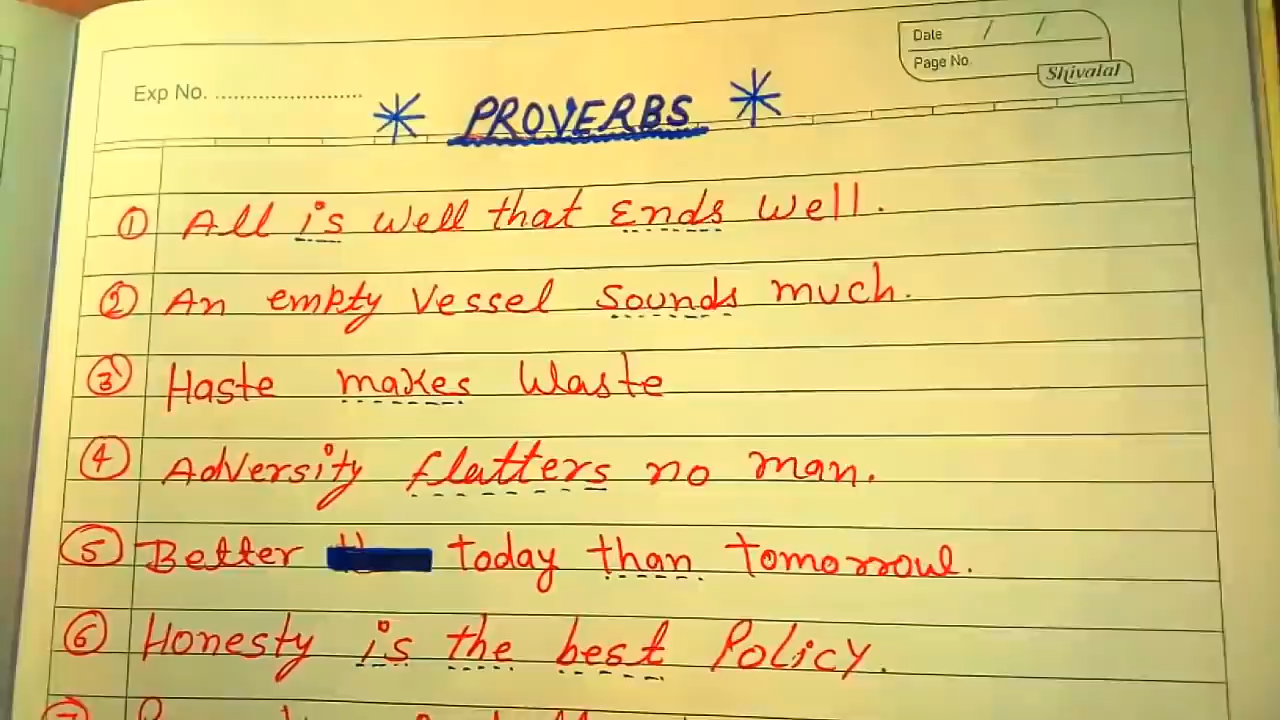 Date / /
Page No.
Shivalal
Exp No. ........................
* PROVERBS *
① All is well that Ends well.
② An empty Vessel sounds much.
③ Haste makes Waste
④ Adversity flatters no man.
⑤ Better today than tomorrow.
⑥ Honesty is the best Policy.